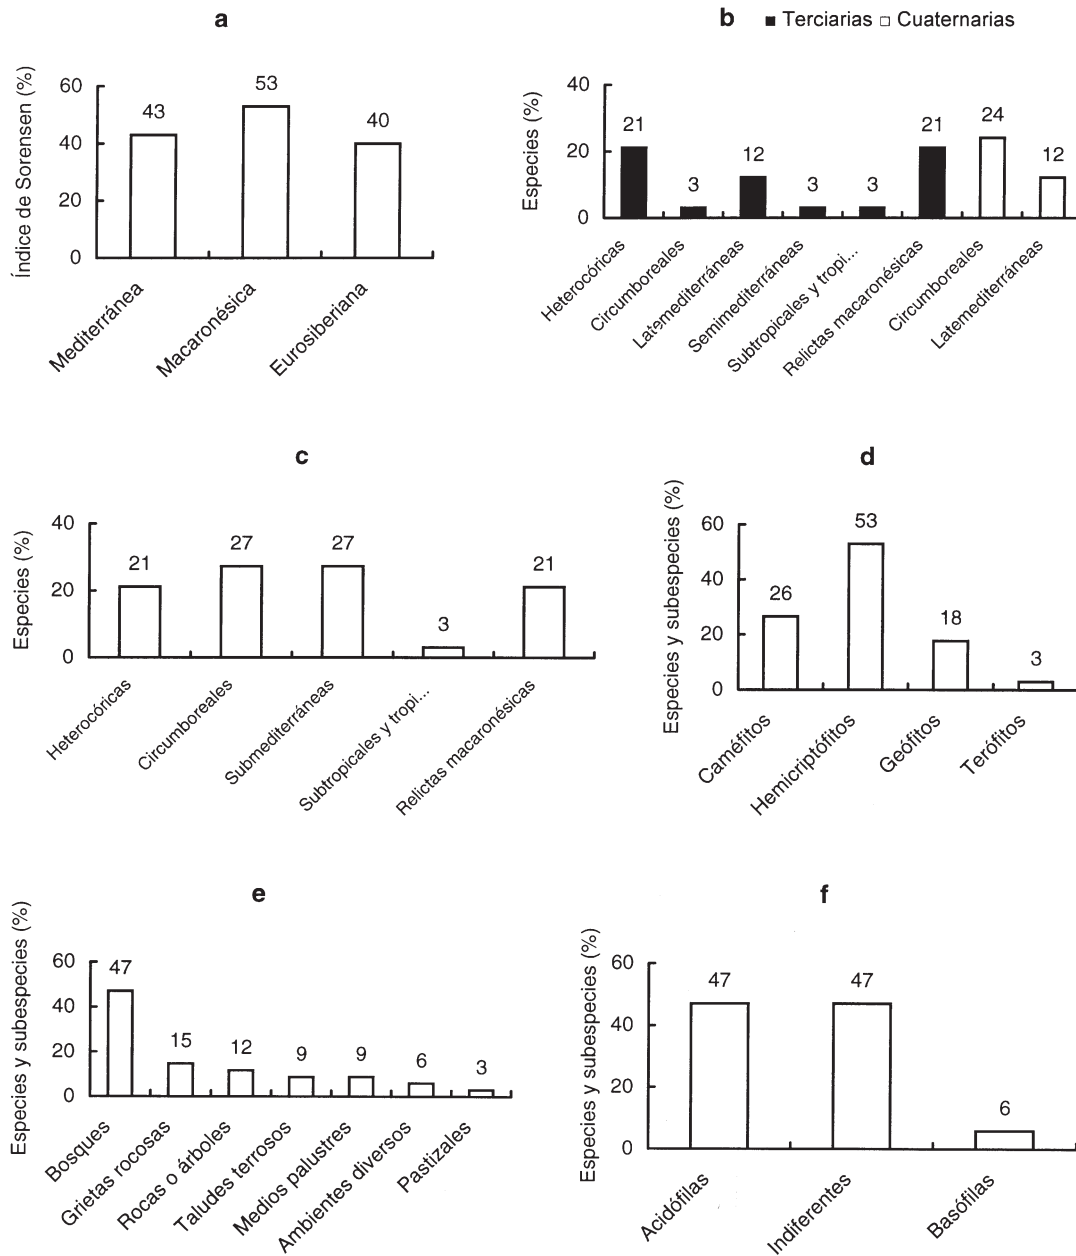 a
Índice de Sorensen (%)
60
40
20
0
43
53
40
Mediterránea
Macaronésica
Eurosiberiana
b
■ Terciarias □ Cuaternarias
Especies (%)
40
20
0
21
3
12
3
3
21
24
12
Heterocóricas
Circumboreales
Latemediterráneas
Semimediterráneas
Subtropicales y tropi...
Relictas macaronésicas
Circumboreales
Latemediterráneas
c
Especies (%)
40
20
0
21
27
27
3
21
Heterocóricas
Circumboreales
Submediterráneas
Subtropicales y tropi...
Relictas macaronésicas
d
Especies y subespecies (%)
60
40
20
0
26
53
18
3
Caméfitos
Hemicriptófitos
Geófitos
Terófitos
e
Especies y subespecies (%)
60
40
20
0
47
15
12
9
9
6
3
Bosques
Grietas rocosas
Rocas o árboles
Taludes terrosos
Medios palustres
Ambientes diversos
Pastizales
f
Especies y subespecies (%)
60
40
20
0
47
47
6
Acidófilas
Indiferentes
Basófilas